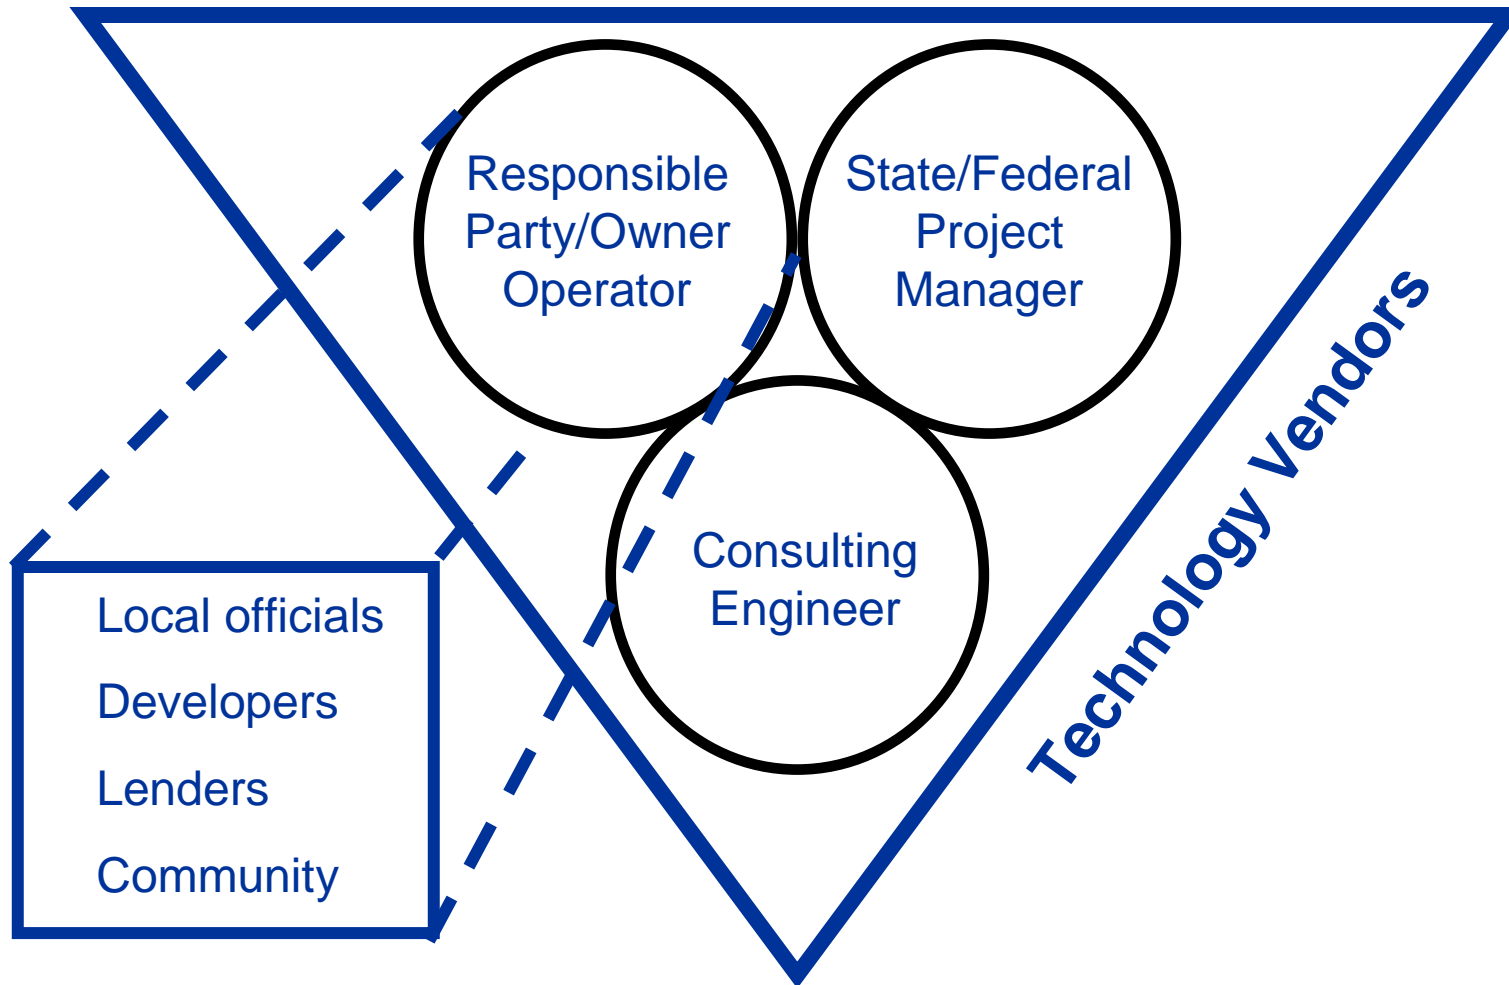 Responsible
Party/Owner
Operator
State/Federal
Project
Manager
Consulting
Engineer
Technology Vendors
Local officials
Developers
Lenders
Community